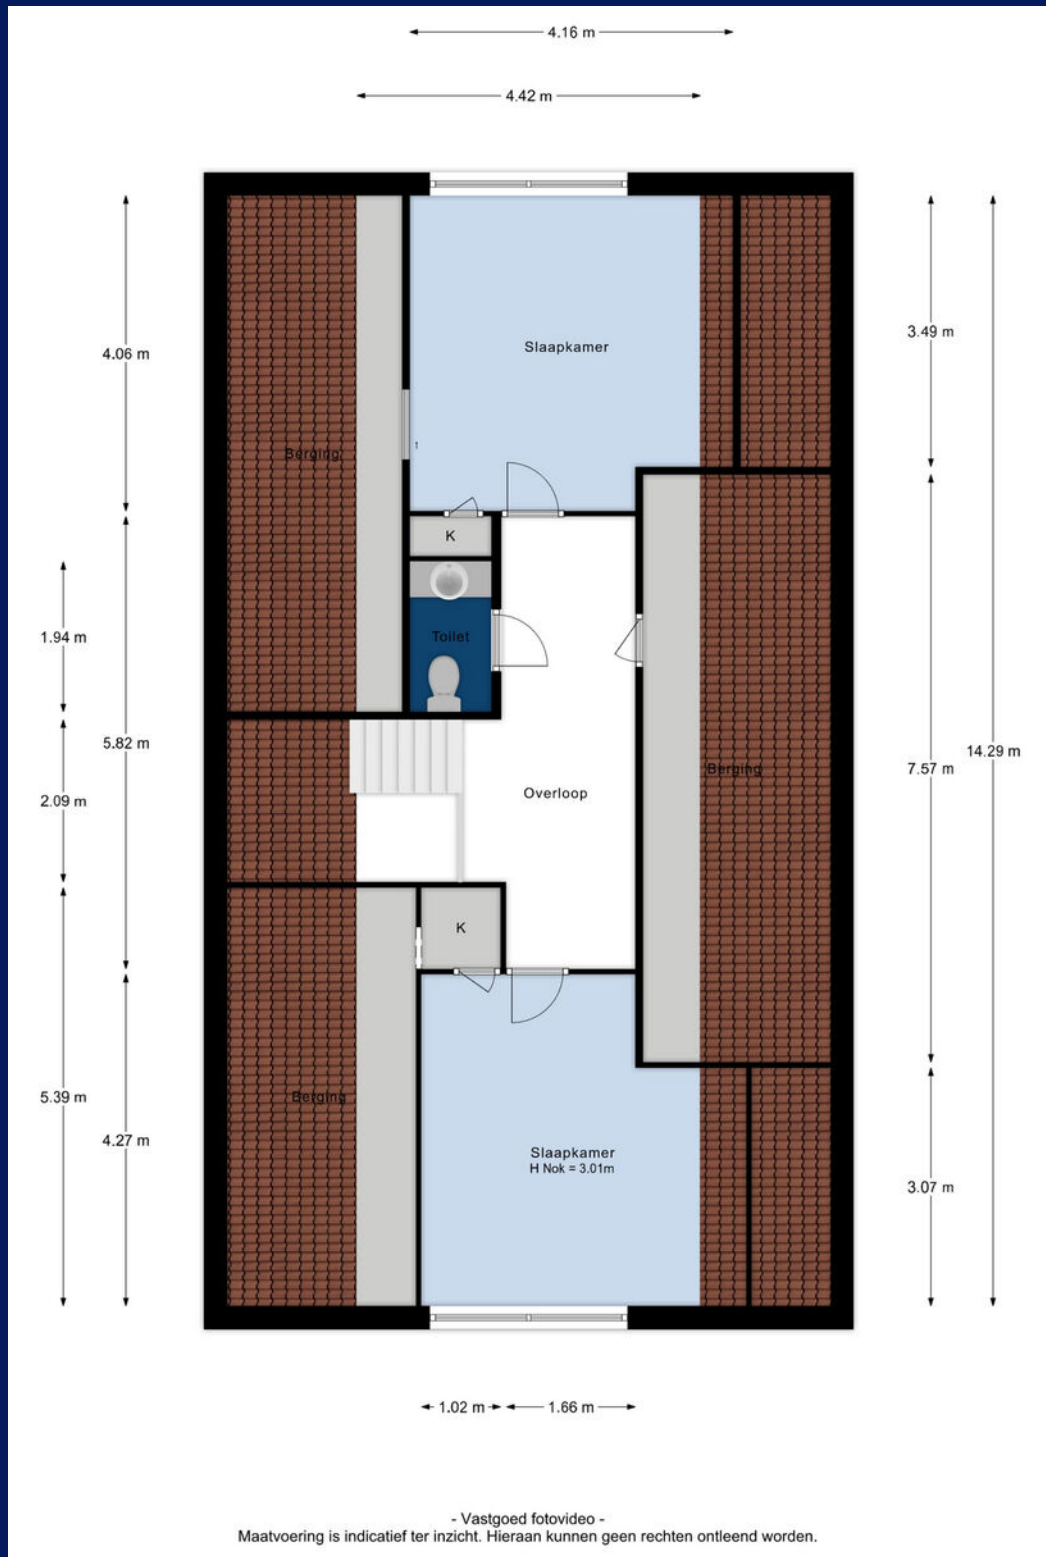 4.16 m
4.42 m
4.06 m
3.49 m
Slaapkamer
1
Berging
K
1.94 m
Toilet
5.82 m
14.29 m
7.57 m
Berging
2.09 m
Overloop
K
5.39 m
Berging
4.27 m
Slaapkamer
H Nok = 3.01m
3.07 m
1.02 m
1.66 m
- Vastgoed fotovideo -
Maatvoering is indicatief ter inzicht. Hieraan kunnen geen rechten ontleend worden.